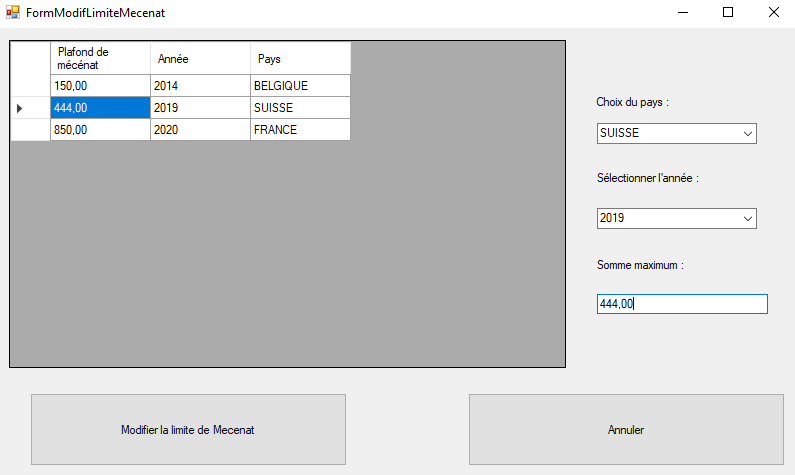 FormModifLimiteMecenat
Plafond de mécénat Année Pays
150,00 2014 BELGIQUE
444,00 2019 SUISSE
850,00 2020 FRANCE
Choix du pays :
SUISSE
Sélectionner l'année :
2019
Somme maximum :
444,00
Modifier la limite de Mecenat Annuler